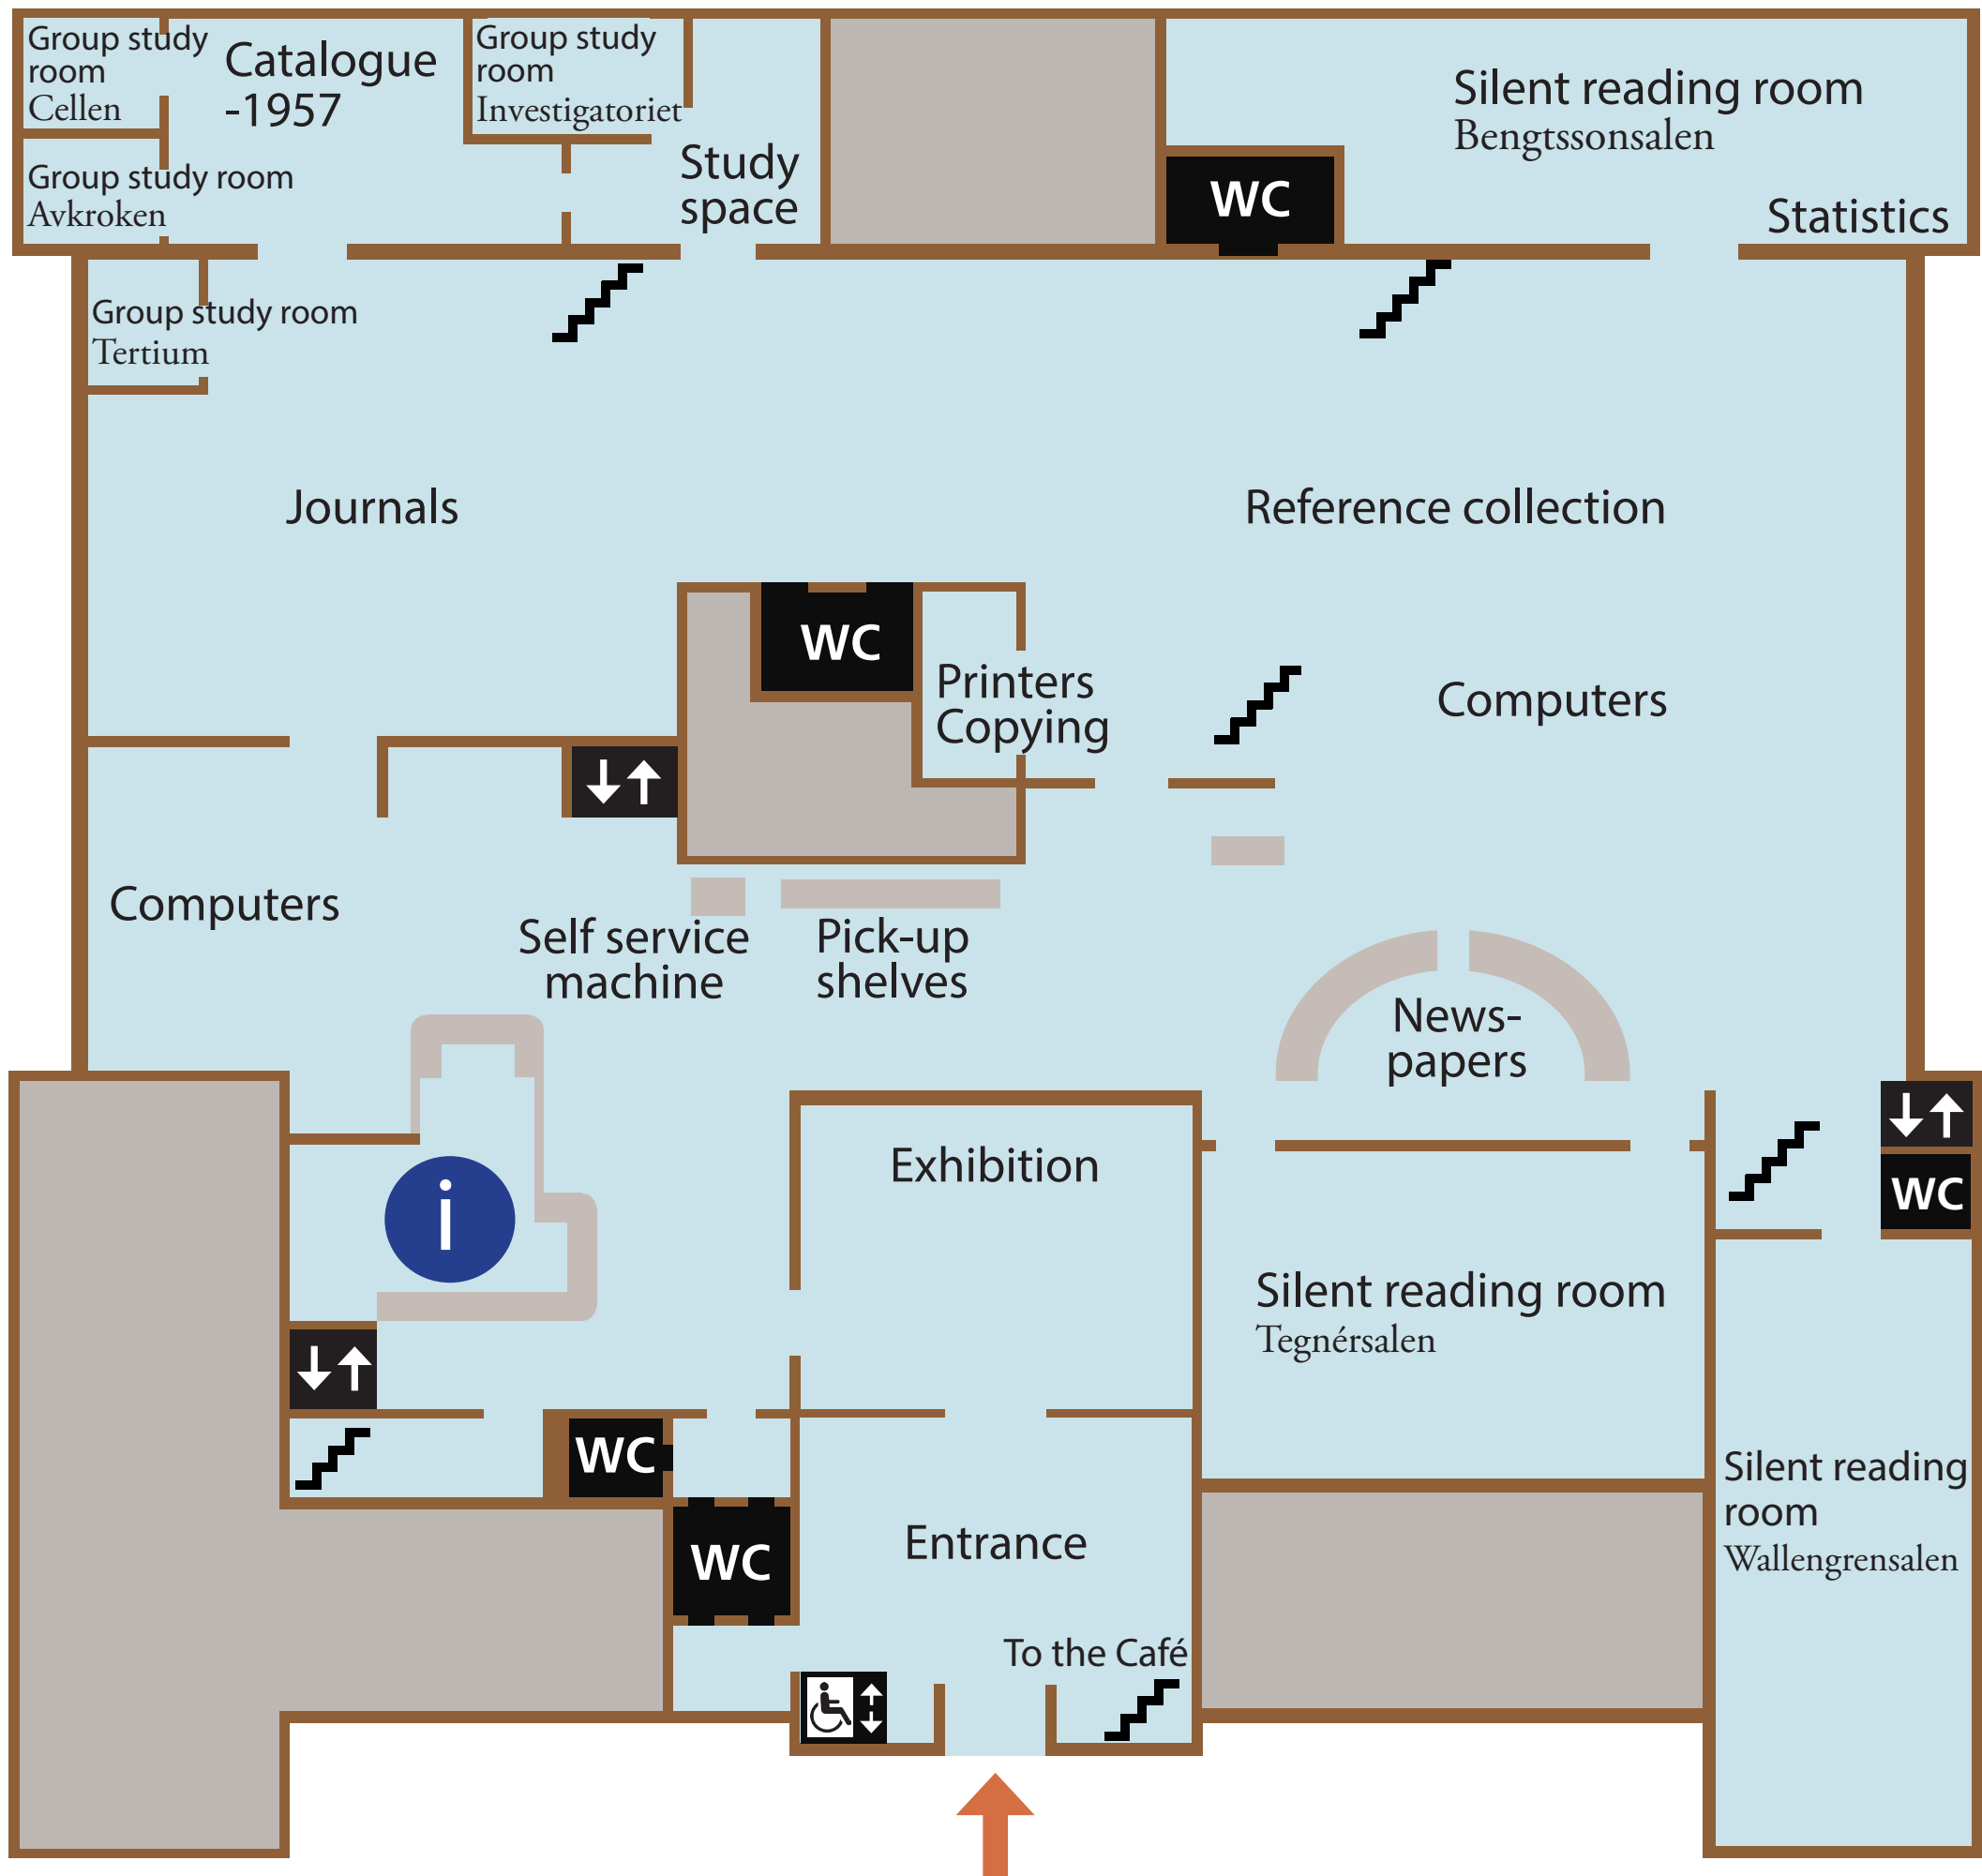 Group study
room
Cellen
Catalogue
-1957
Group study
room
Investigatoriet
Study
space
WC
Silent reading room
Bengtssonsalen
Statistics
Group study room
Avkroken
Group study room
Tertium
Journals
Reference collection
WC
Printers
Copying
Computers
Computers
Self service
machine
Pick-up
shelves
News-
papers
Exhibition
i
WC
Silent reading room
Tegnérsalen
WC
WC
Entrance
Silent reading
room
Wallengrensalen
To the Café